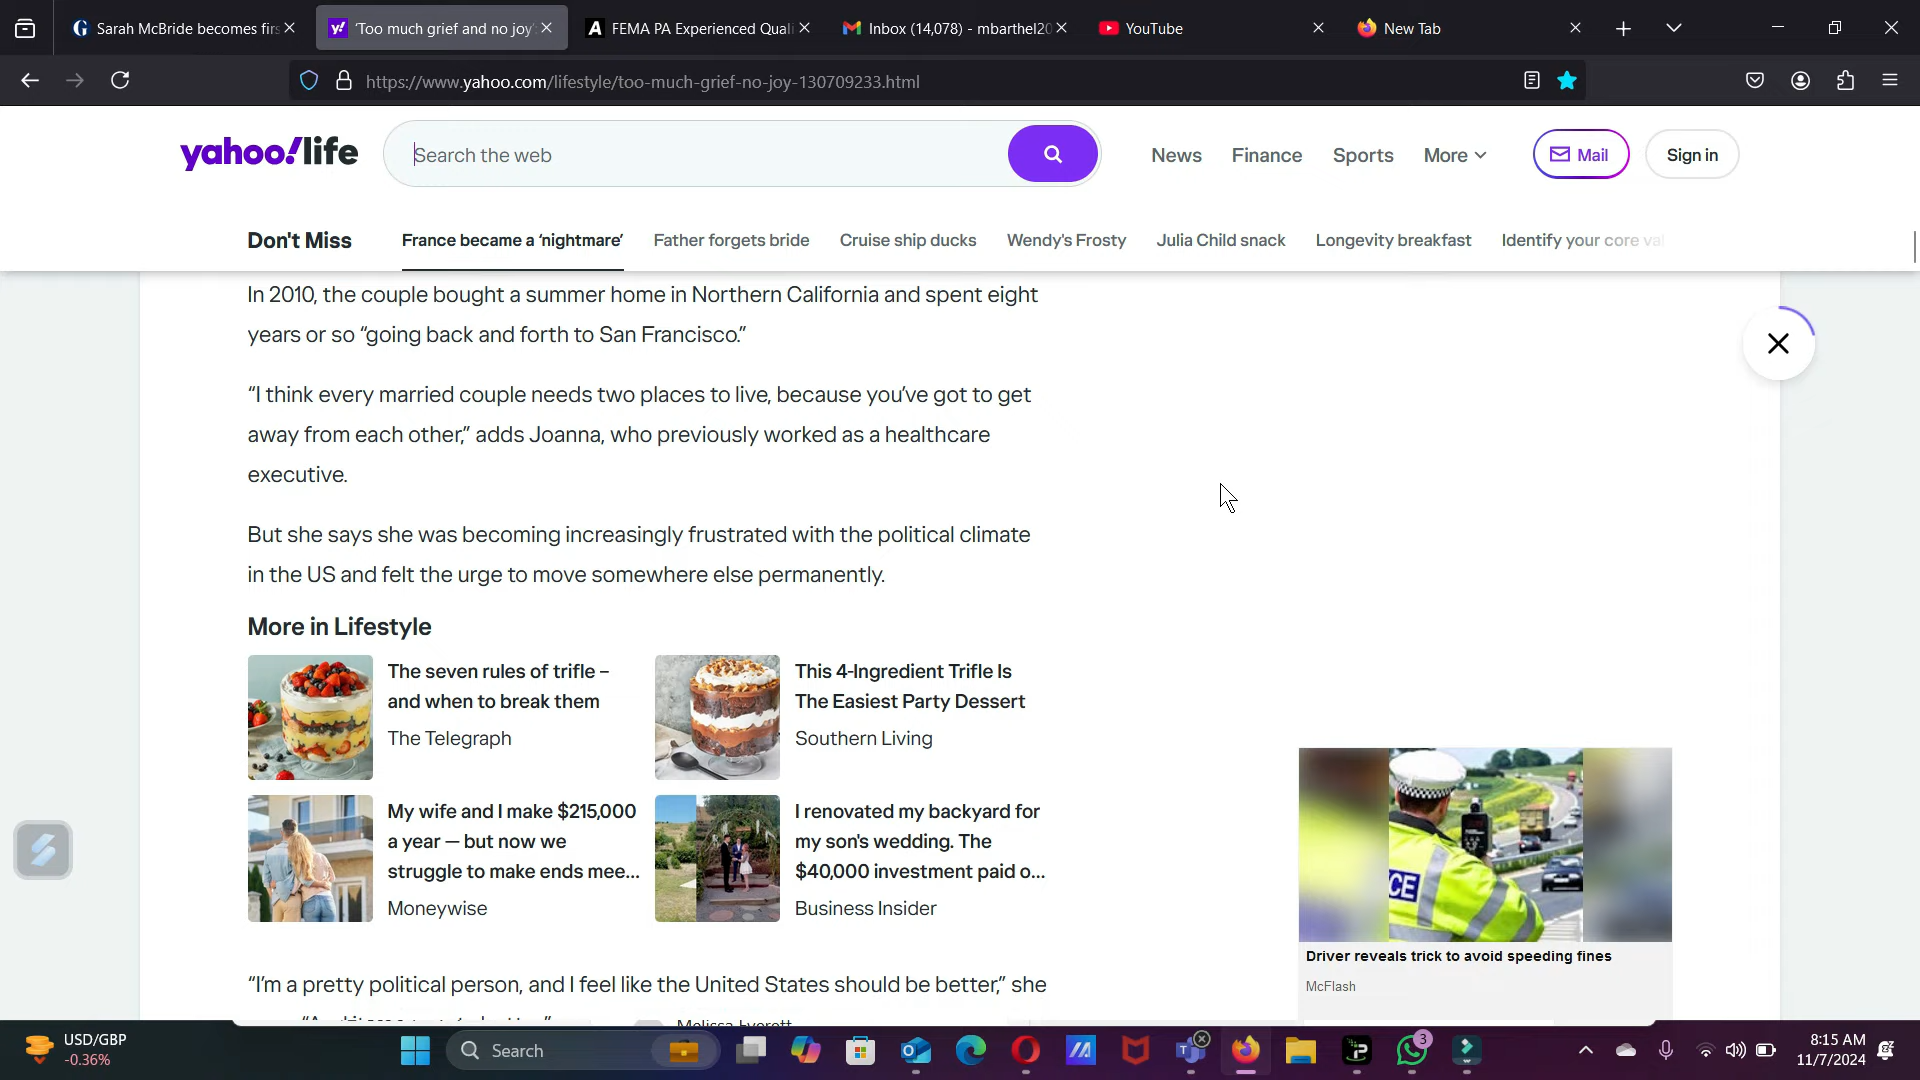 Sarah McBride becomes firs
'Too much grief and no joy'
FEMA PA Experienced Quali
Inbox (14,078) - mbarthel20
YouTube
New Tab
https://www.yahoo.com/lifestyle/too-much-grief-no-joy-130709233.html
yahoo!life
Search the web
News
Finance
Sports
More
Mail
Sign in
Don't Miss
France became a ‘nightmare’
Father forgets bride
Cruise ship ducks
Wendy's Frosty
Julia Child snack
Longevity breakfast
Identify your core val
In 2010, the couple bought a summer home in Northern California and spent eight
years or so “going back and forth to San Francisco.”
“I think every married couple needs two places to live, because you’ve got to get
away from each other,” adds Joanna, who previously worked as a healthcare
executive.
But she says she was becoming increasingly frustrated with the political climate
in the US and felt the urge to move somewhere else permanently.
More in Lifestyle
The seven rules of trifle –
and when to break them
The Telegraph
This 4-Ingredient Trifle Is
The Easiest Party Dessert
Southern Living
My wife and I make $215,000
a year — but now we
struggle to make ends mee...
Moneywise
I renovated my backyard for
my son's wedding. The
$40,000 investment paid o...
Business Insider
CE
Driver reveals trick to avoid speeding fines
McFlash
“I’m a pretty political person, and I feel like the United States should be better,” she
Melissa Everett
USD/GBP
-0.36%
Search
3
8:15 AM
11/7/2024